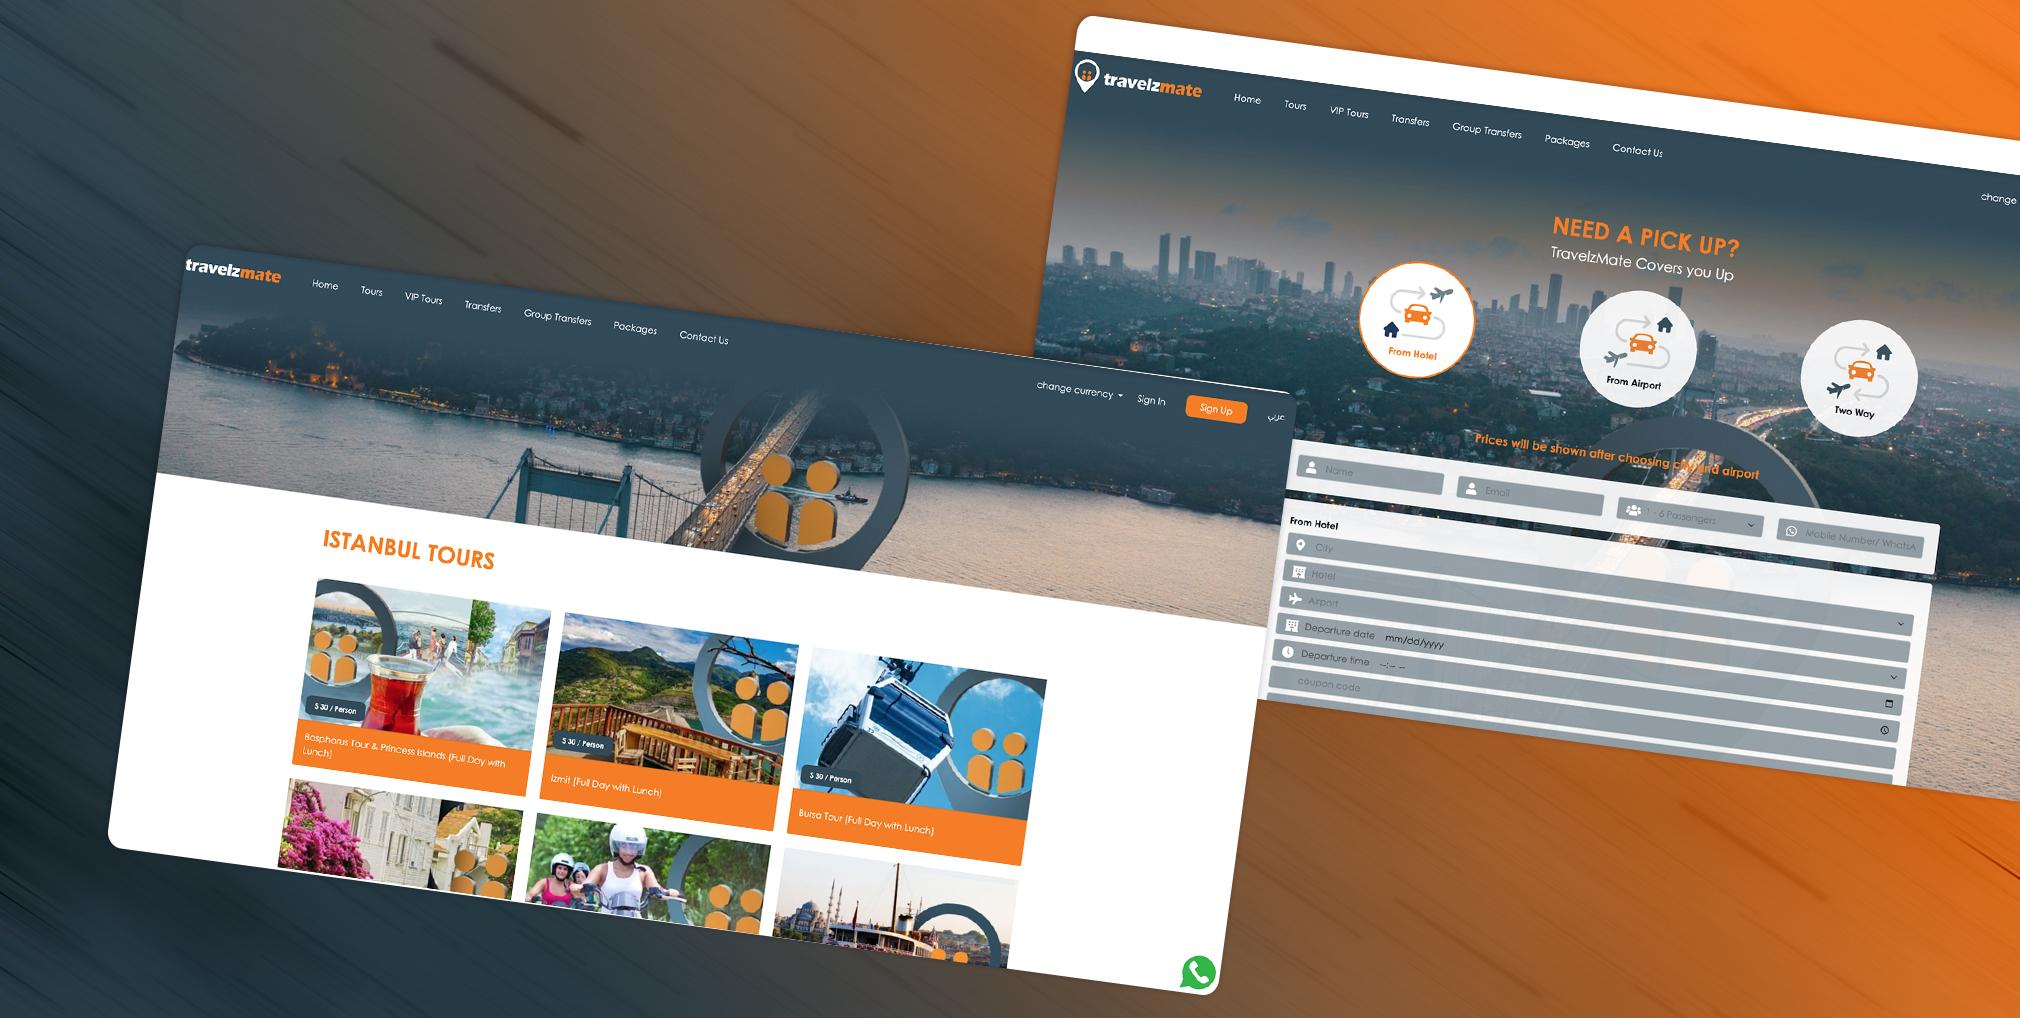 travelzmate
Home Tours VIP Tours Transfers Group Transfers Packages Contact Us
change
NEED A PICK UP?
TravelzMate Covers you Up
From Hotel
From Airport
Two Way
Prices will be shown after choosing city and airport
Name
Email
1 - 6 Passengers
Mobile Number/ WhatsA
From Hotel
City
Hotel
Airport
Departure date mm/dd/yyyy
Departure time --:-- --
coupon code
travelzmate
Home Tours VIP Tours Transfers Group Transfers Packages Contact Us
change currency Sign In Sign Up عربي
ISTANBUL TOURS
$ 30 / Person
Bosphorus Tour & Princess Islands (Full Day with
Lunch)
$ 30 / Person
Izmit (Full Day with Lunch)
$ 30 / Person
Bursa Tour (Full Day with Lunch)